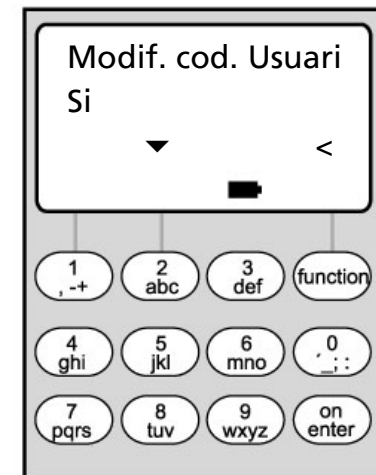 Modif. cod. Usuari
Si
<
1 2 3 function
, -+ abc def
4 5 6 0
ghi jkl mno ´_; :
7 8 9 on
pqrs tuv wxyz enter